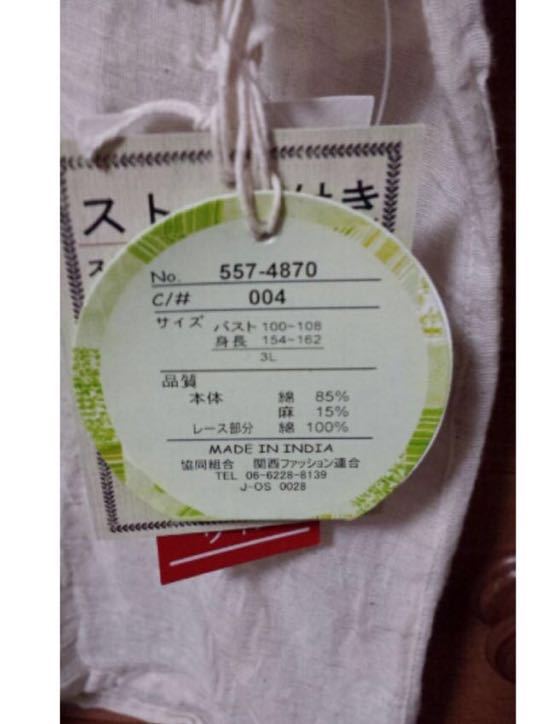 スト
付き
No. 557-4870
C/# 004
サイズ バスト 100~108
身長 154~162
3L
品質
本体 綿 85%
麻 15%
レース部分 綿 100%
MADE IN INDIA
協同組合 関西ファッション連合
TEL 06-6228-8139
J-OS 0028